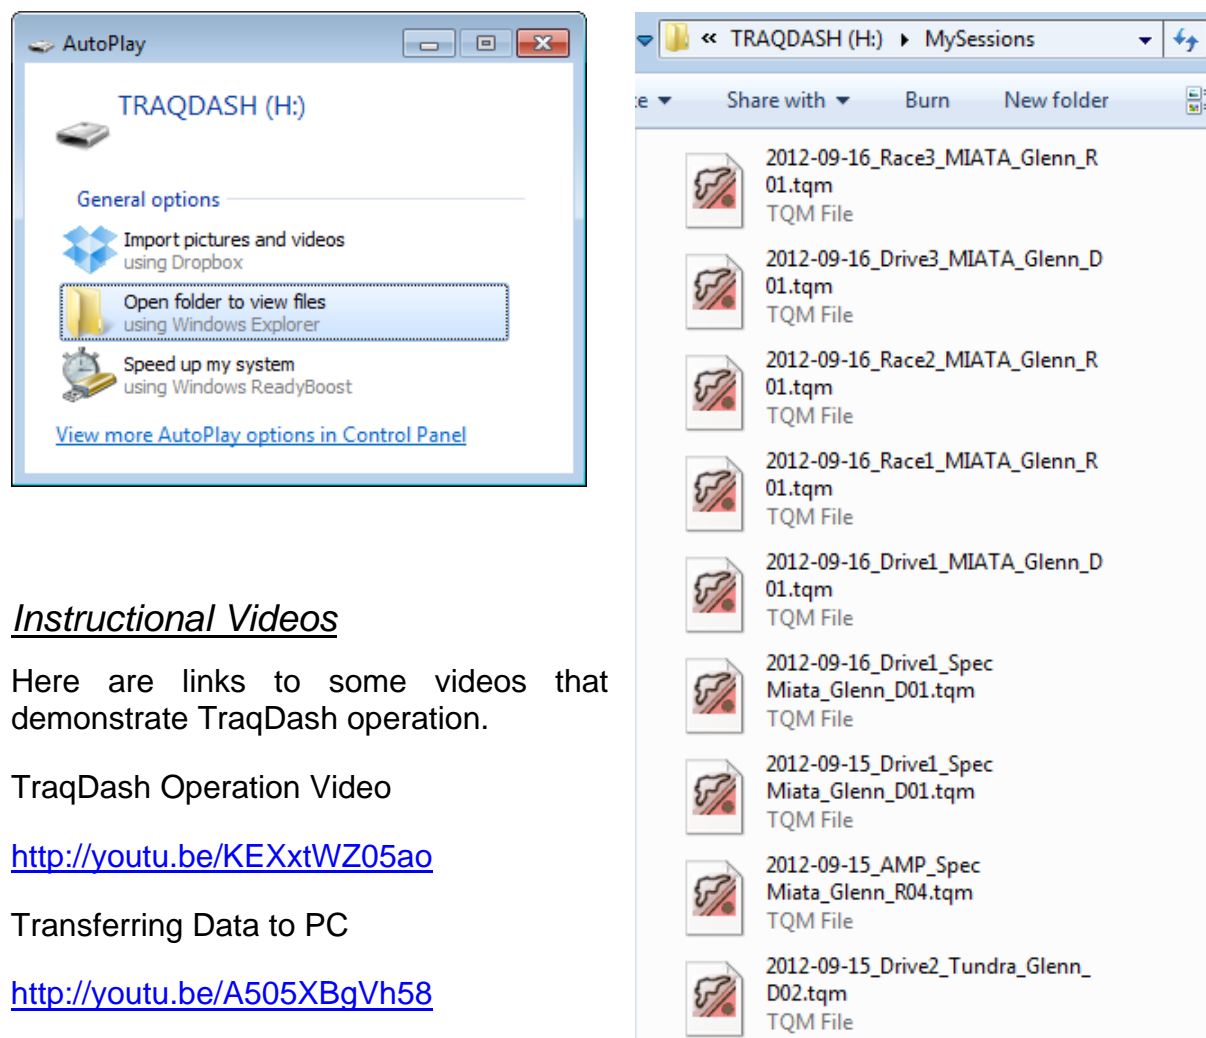 AutoPlay
TRAQDASH (H:)
General options
Import pictures and videos
using Dropbox
Open folder to view files
using Windows Explorer
Speed up my system
using Windows ReadyBoost
View more AutoPlay options in Control Panel
Instructional Videos
Here are links to some videos that
demonstrate TraqDash operation.
TraqDash Operation Video
http://youtu.be/KEXxtWZ05ao
Transferring Data to PC
http://youtu.be/A505XBgVh58
« TRAQDASH (H:) MySessions
Share with Burn New folder
2012-09-16_Race3_MIATA_Glenn_R
01.tqm
TQM File
2012-09-16_Drive3_MIATA_Glenn_D
01.tqm
TQM File
2012-09-16_Race2_MIATA_Glenn_R
01.tqm
TQM File
2012-09-16_Race1_MIATA_Glenn_R
01.tqm
TQM File
2012-09-16_Drive1_MIATA_Glenn_D
01.tqm
TQM File
2012-09-16_Drive1_Spec
Miata_Glenn_D01.tqm
TQM File
2012-09-15_Drive1_Spec
Miata_Glenn_D01.tqm
TQM File
2012-09-15_AMP_Spec
Miata_Glenn_R04.tqm
TQM File
2012-09-15_Drive2_Tundra_Glenn_
D02.tqm
TQM File